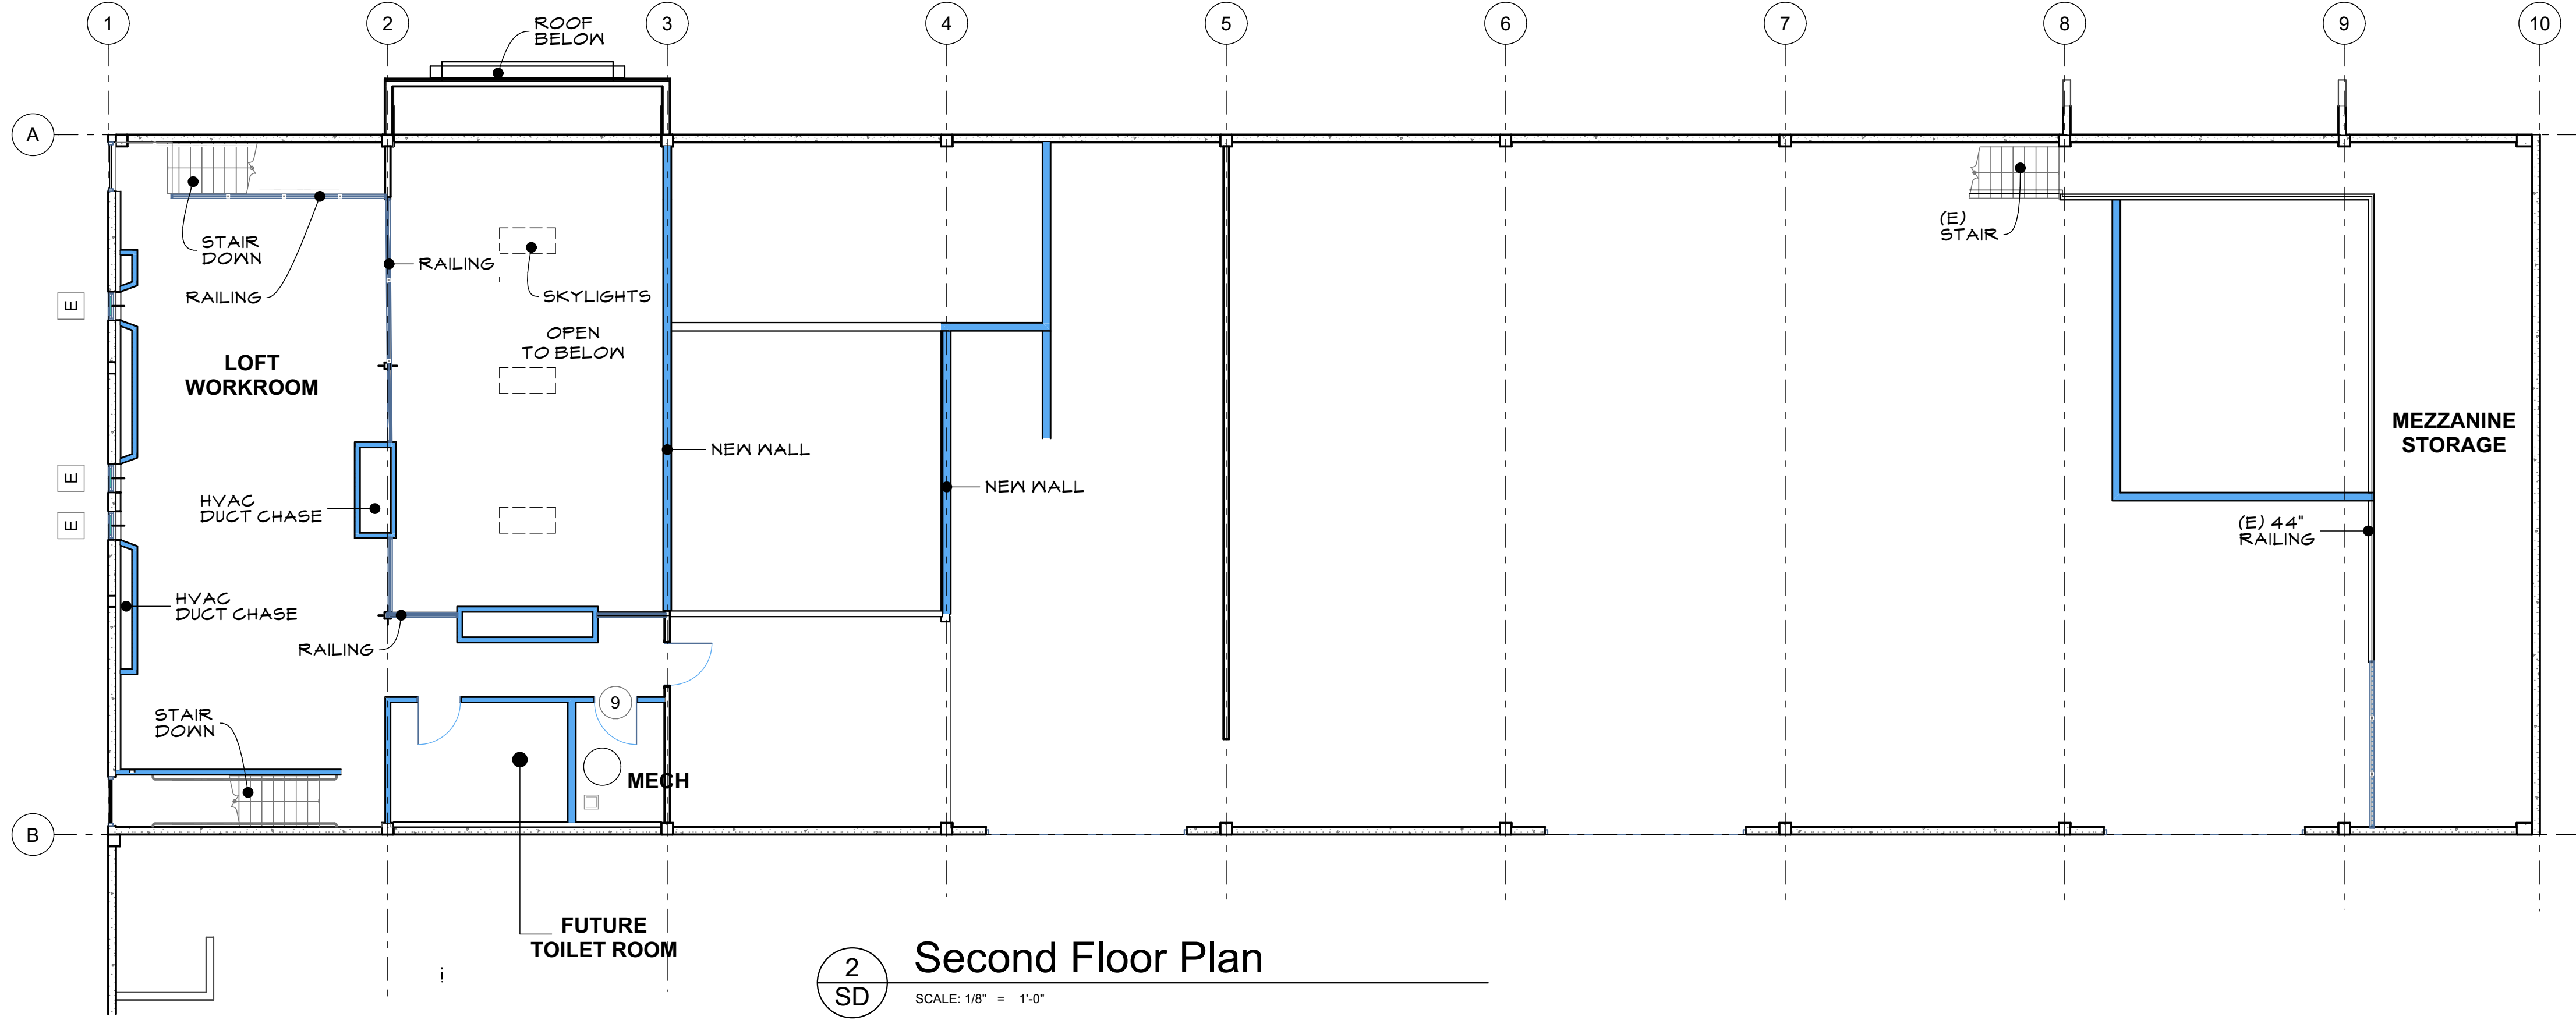 1
2
3
4
5
6
7
8
9
10
ROOF
BELOW
A
STAIR
DOWN
RAILING
RAILING
SKYLIGHTS
OPEN
TO BELOW
(E)
STAIR
E
LOFT
WORKROOM
NEW WALL
NEW WALL
MEZZANINE
STORAGE
E
HVAC
DUCT CHASE
E
(E) 44"
RAILING
HVAC
DUCT CHASE
RAILING
9
STAIR
DOWN
MECH
B
FUTURE
TOILET ROOM
2
SD
Second Floor Plan
SCALE: 1/8" = 1'-0"